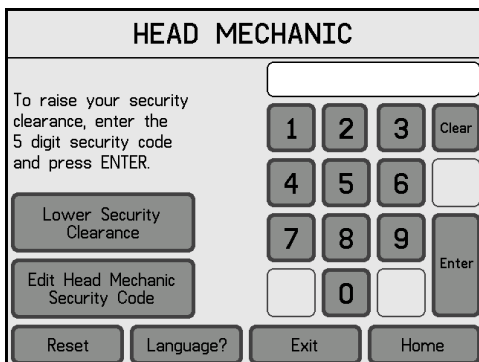 HEAD MECHANIC
To raise your security
clearance, enter the
5 digit security code
and press ENTER.
Lower Security
Clearance
Edit Head Mechanic
Security Code
1 2 3 Clear
4 5 6
7 8 9
Enter
0
Reset Language? Exit Home